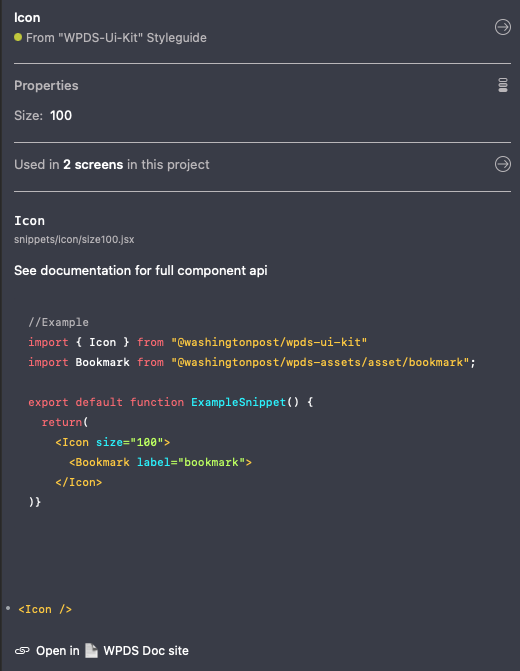 Icon
From "WPDS-Ui-Kit" Styleguide
Properties
Size: 100
Used in 2 screens in this project
Icon
snippets/icon/size100.jsx
See documentation for full component api
//Example
import { Icon } from "@washingtonpost/wpds-ui-kit"
import Bookmark from "@washingtonpost/wpds-assets/asset/bookmark";
export default function ExampleSnippet() {
return(
<Icon size="100">
<Bookmark label="bookmark">
</Icon>
)}
<Icon />
Open in WPDS Doc site